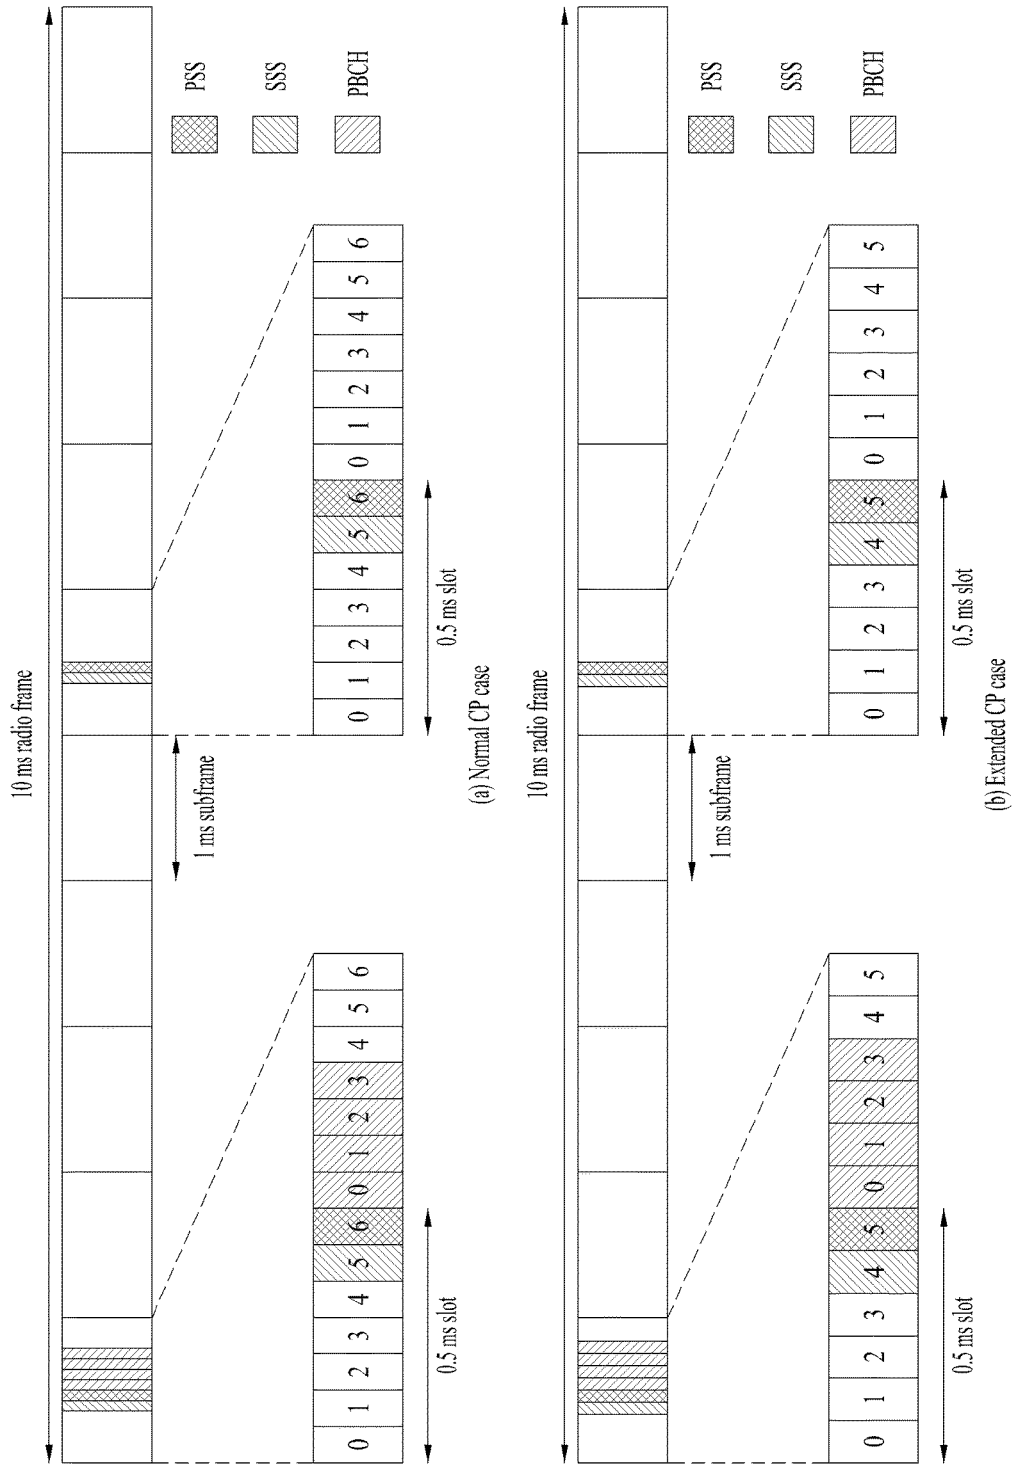 10 ms radio frame
1 ms subframe
PSS
SSS
PBCH
0 1 2 3 4 5 6 0 1 2 3 4 5 6
0 1 2 3 4 5 6 0 1 2 3 4 5 6
0.5 ms slot
0.5 ms slot
(a) Normal CP case
10 ms radio frame
1 ms subframe
PSS
SSS
PBCH
0 1 2 3 4 5 0 1 2 3 4 5
0 1 2 3 4 5 0 1 2 3 4 5
0.5 ms slot
0.5 ms slot
(b) Extended CP case